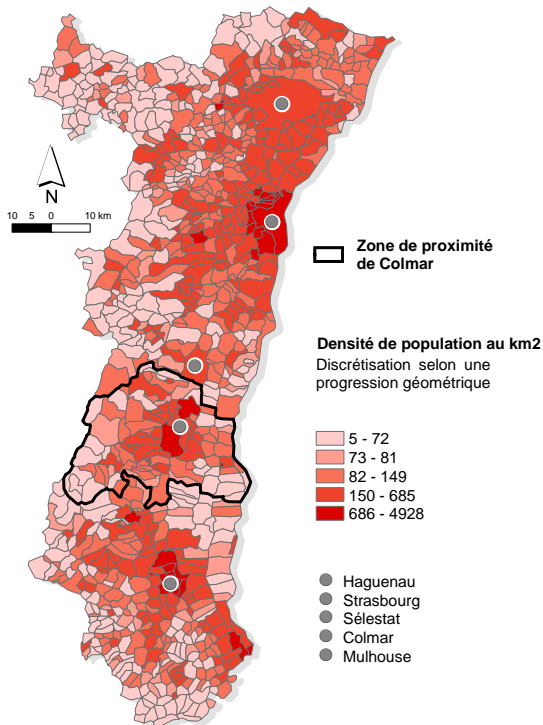 N
10 5 0 10 km
Zone de proximité
de Colmar
Densité de population au km2
Discrétisation selon une
progression géométrique
5 - 72
73 - 81
82 - 149
150 - 685
686 - 4928
Haguenau
Strasbourg
Sélestat
Colmar
Mulhouse